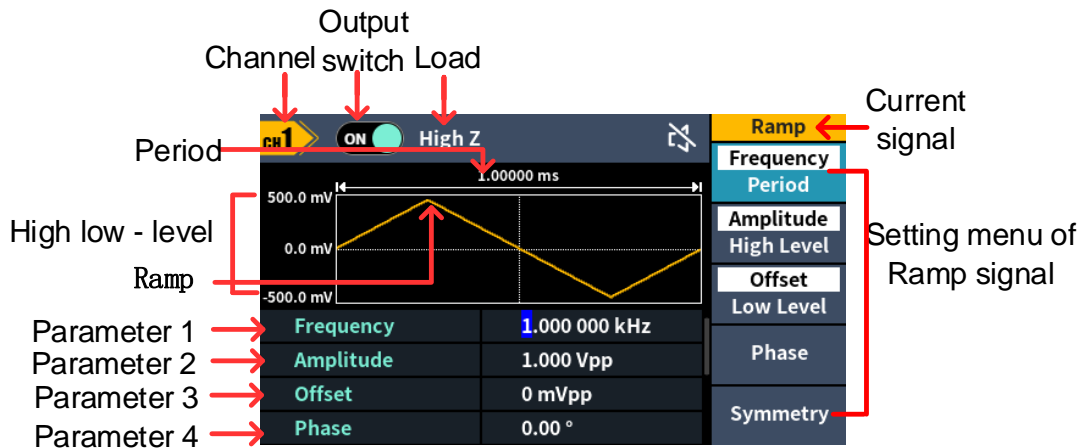 Output
switch
Channel
Load
Current
signal
CH1
ON
High Z
Ramp
Period
1.00000 ms
Frequency
Period
500.0 mV
Amplitude
High Level
High low - level
0.0 mV
Setting menu of
Ramp signal
Ramp
Offset
Low Level
-500.0 mV
Parameter 1
Frequency
1.000 000 kHz
Phase
Parameter 2
Amplitude
1.000 Vpp
Parameter 3
Offset
0 mVpp
Symmetry
Parameter 4
Phase
0.00 °